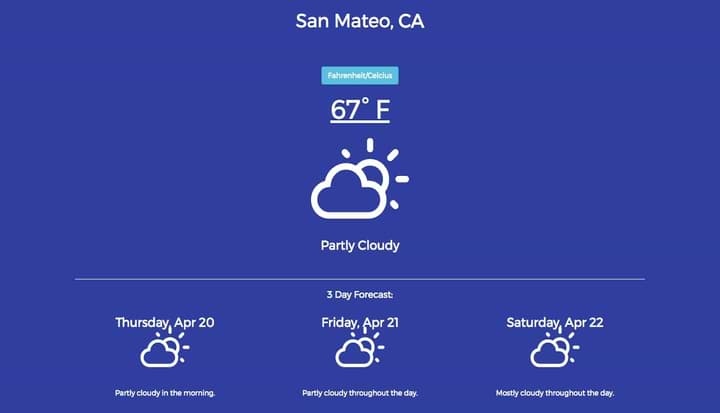 San Mateo, CA
Fahrenheit/Celcius
67° F
Partly Cloudy
3 Day Forecast:
Thursday, Apr 20
Friday, Apr 21
Saturday, Apr 22
Partly cloudy in the morning.
Partly cloudy throughout the day.
Mostly cloudy throughout the day.